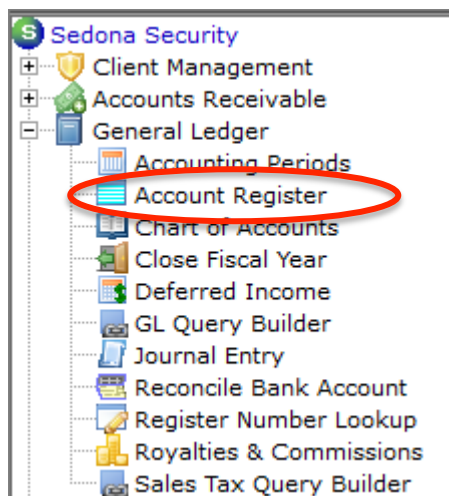 S Sedona Security
Client Management
Accounts Receivable
General Ledger
Accounting Periods
Account Register
Chart of Accounts
Close Fiscal Year
Deferred Income
GL Query Builder
Journal Entry
Reconcile Bank Account
Register Number Lookup
Royalties & Commissions
Sales Tax Query Builder